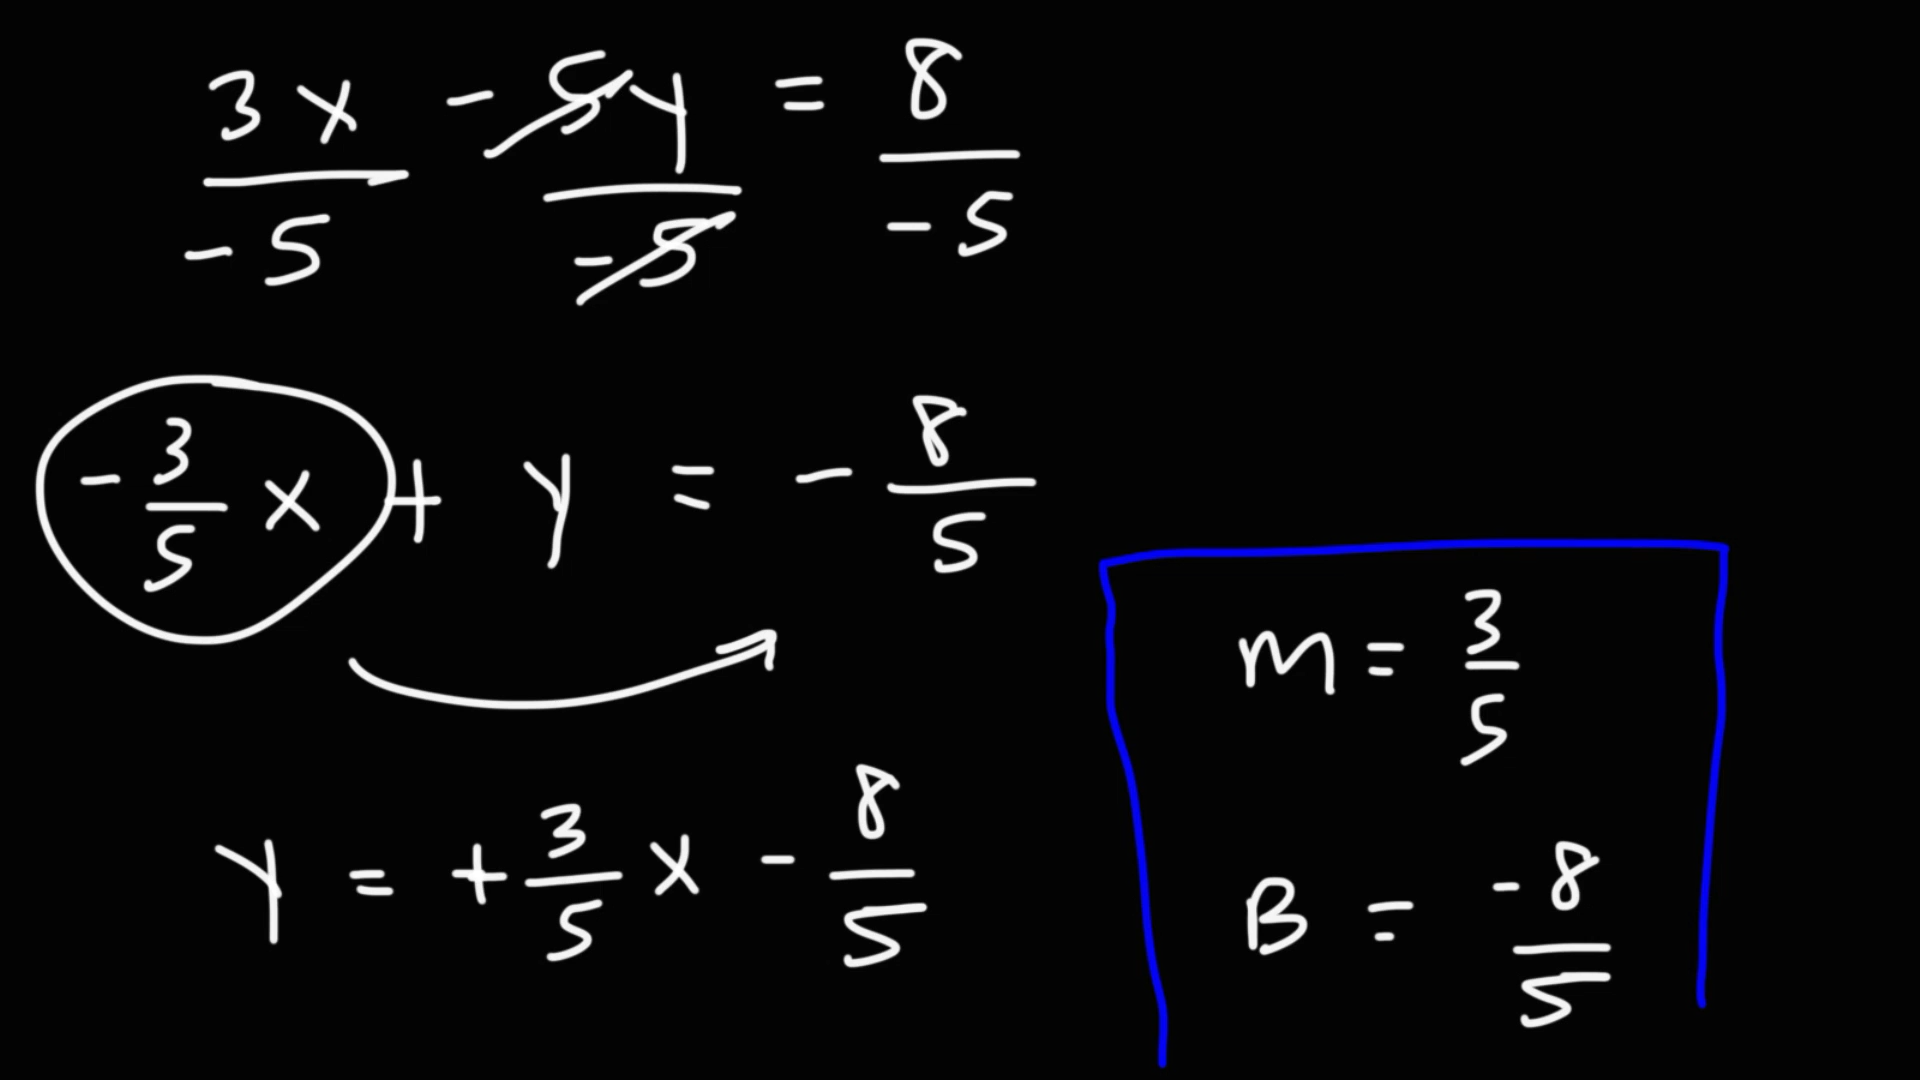 3x - 5y = 8
-5 -5 -5
-3/5 x + y = -8/5
y = +3/5 x - 8/5
m = 3/5
B = -8/5